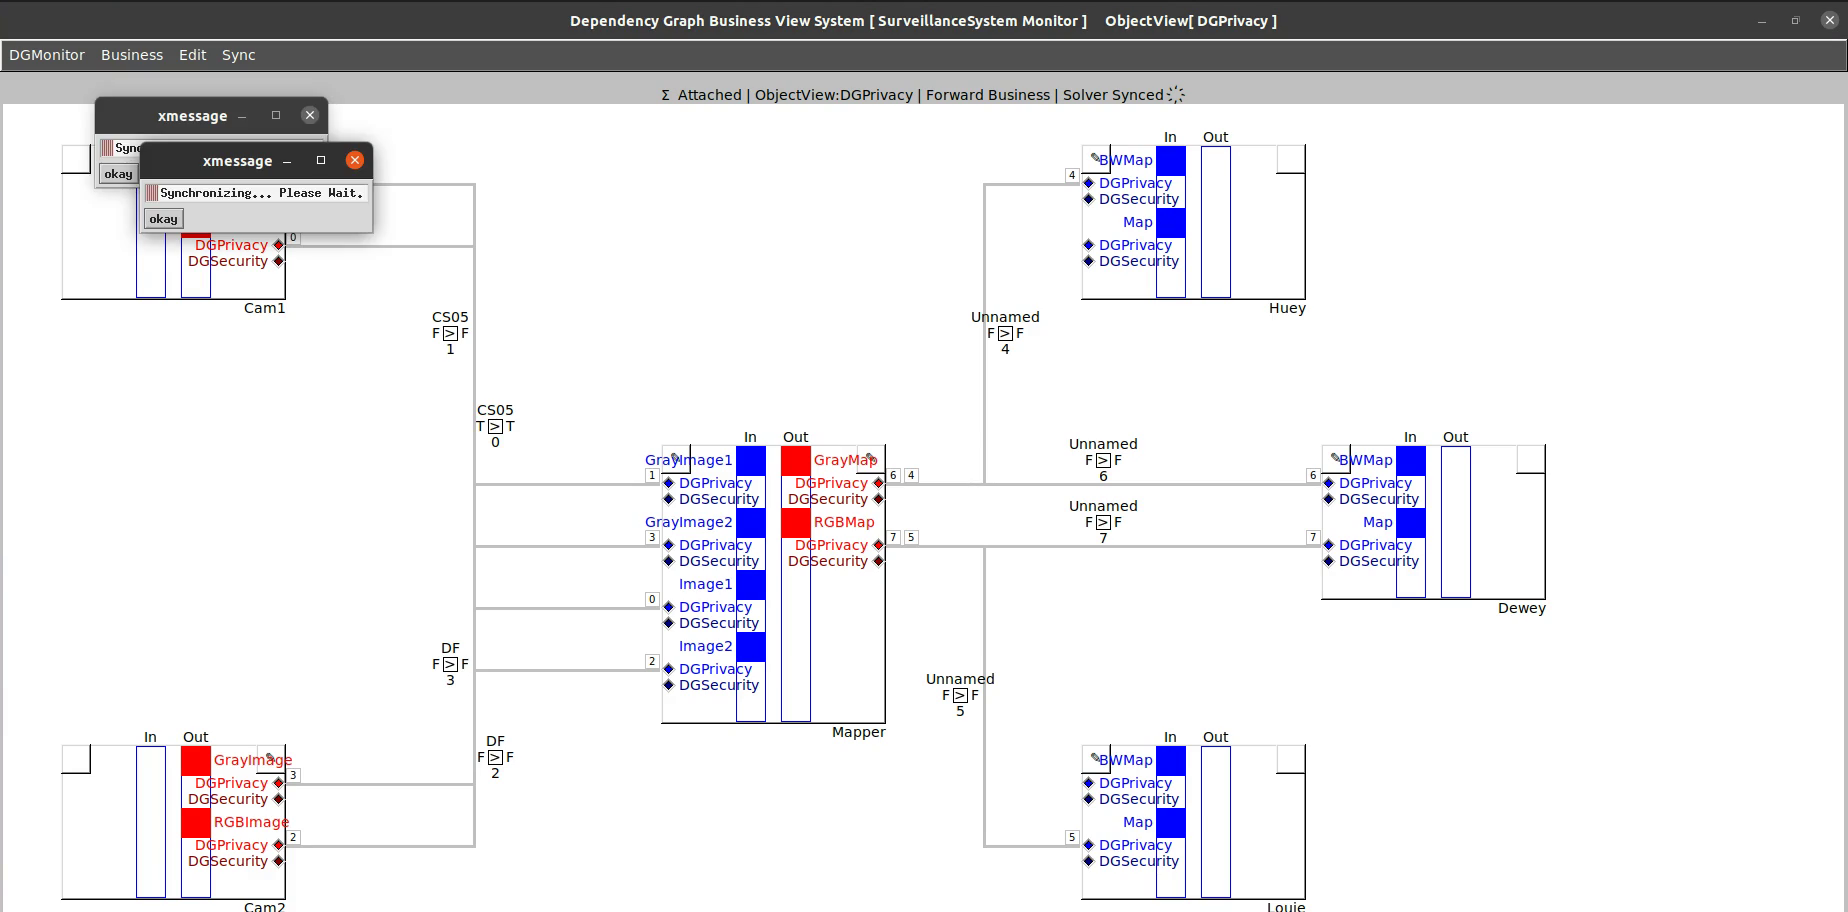 Dependency Graph Business View System [ SurveillanceSystem Monitor ] ObjectView[ DGPrivacy ]
DGMonitor Business Edit Sync
Σ Attached | ObjectView:DGPrivacy | Forward Business | Solver Synced
xmessage
okay
xmessage
Synchronizing... Please Wait.
okay
DGPrivacy 0
DGSecurity
Cam1
CS05
F > F
1
CS05
T > T
0
DF
F > F
3
DF
F > F
2
In Out
GrayImage
DGPrivacy 3
DGSecurity
RGBImage
DGPrivacy 2
DGSecurity
Cam2
In Out
GrayImage1 GrayMap
1 DGPrivacy DGPrivacy 6 4
DGSecurity DGSecurity
GrayImage2 RGBMap
3 DGPrivacy DGPrivacy 7 5
DGSecurity DGSecurity
Image1
0 DGPrivacy
DGSecurity
Image2
2 DGPrivacy
DGSecurity
Mapper
Unnamed
F > F
4
Unnamed
F > F
6
Unnamed
F > F
7
Unnamed
F > F
5
In Out
BWMap
4 DGPrivacy
DGSecurity
Map
DGPrivacy
DGSecurity
Huey
In Out
BWMap
6 DGPrivacy
DGSecurity
Map
7 DGPrivacy
DGSecurity
Dewey
In Out
BWMap
DGPrivacy
DGSecurity
Map
5 DGPrivacy
DGSecurity
Louie